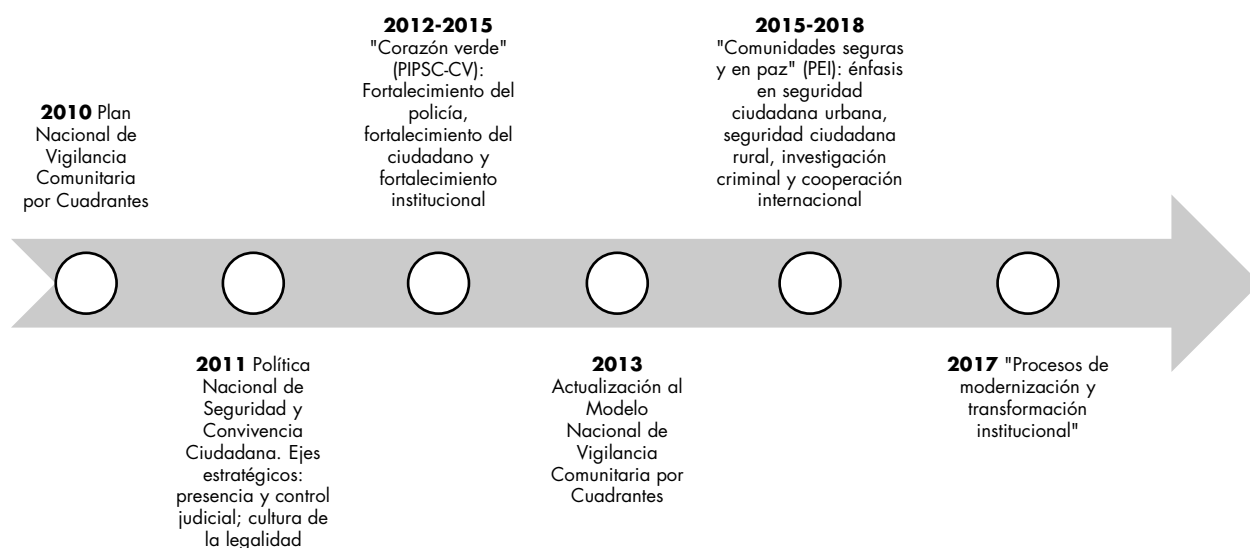 2010 Plan
Nacional de
Vigilancia
Comunitaria
por Cuadrantes
2011 Política
Nacional de
Seguridad y
Convivencia
Ciudadana. Ejes
estratégicos:
presencia y control
judicial; cultura de
la legalidad
2012-2015
"Corazón verde"
(PIPSC-CV):
Fortalecimiento del
policía,
fortalecimiento del
ciudadano y
fortalecimiento
institucional
2013
Actualización al
Modelo
Nacional de
Vigilancia
Comunitaria por
Cuadrantes
2015-2018
"Comunidades seguras
y en paz" (PEI): énfasis
en seguridad
ciudadana urbana,
seguridad ciudadana
rural, investigación
criminal y cooperación
internacional
2017 "Procesos de
modernización y
transformación
institucional"